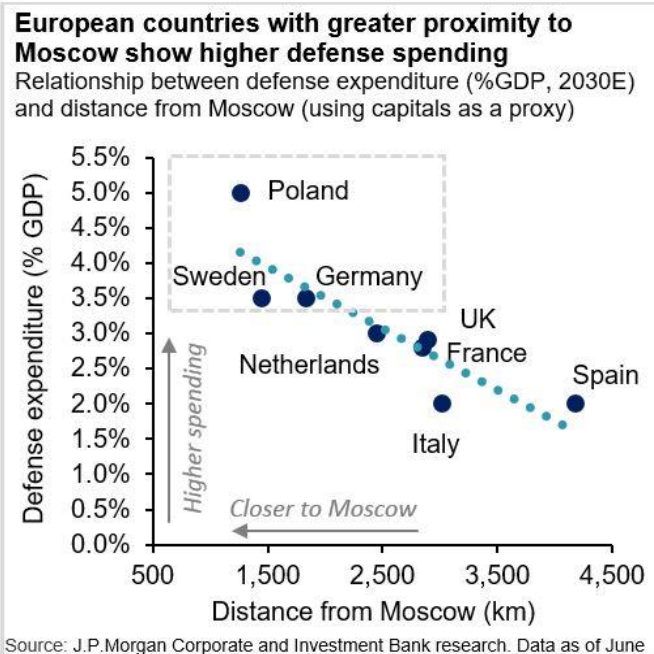 European countries with greater proximity to
Moscow show higher defense spending
Relationship between defense expenditure (%GDP, 2030E)
and distance from Moscow (using capitals as a proxy)
Defense expenditure (% GDP)
5.5%
5.0%
4.5%
4.0%
3.5%
3.0%
2.5%
2.0%
1.5%
1.0%
0.5%
0.0%
Poland
Sweden
Germany
UK
France
Netherlands
Spain
Italy
Higher spending
Closer to Moscow
500
1,500
2,500
3,500
4,500
Distance from Moscow (km)
Source: J.P.Morgan Corporate and Investment Bank research. Data as of June